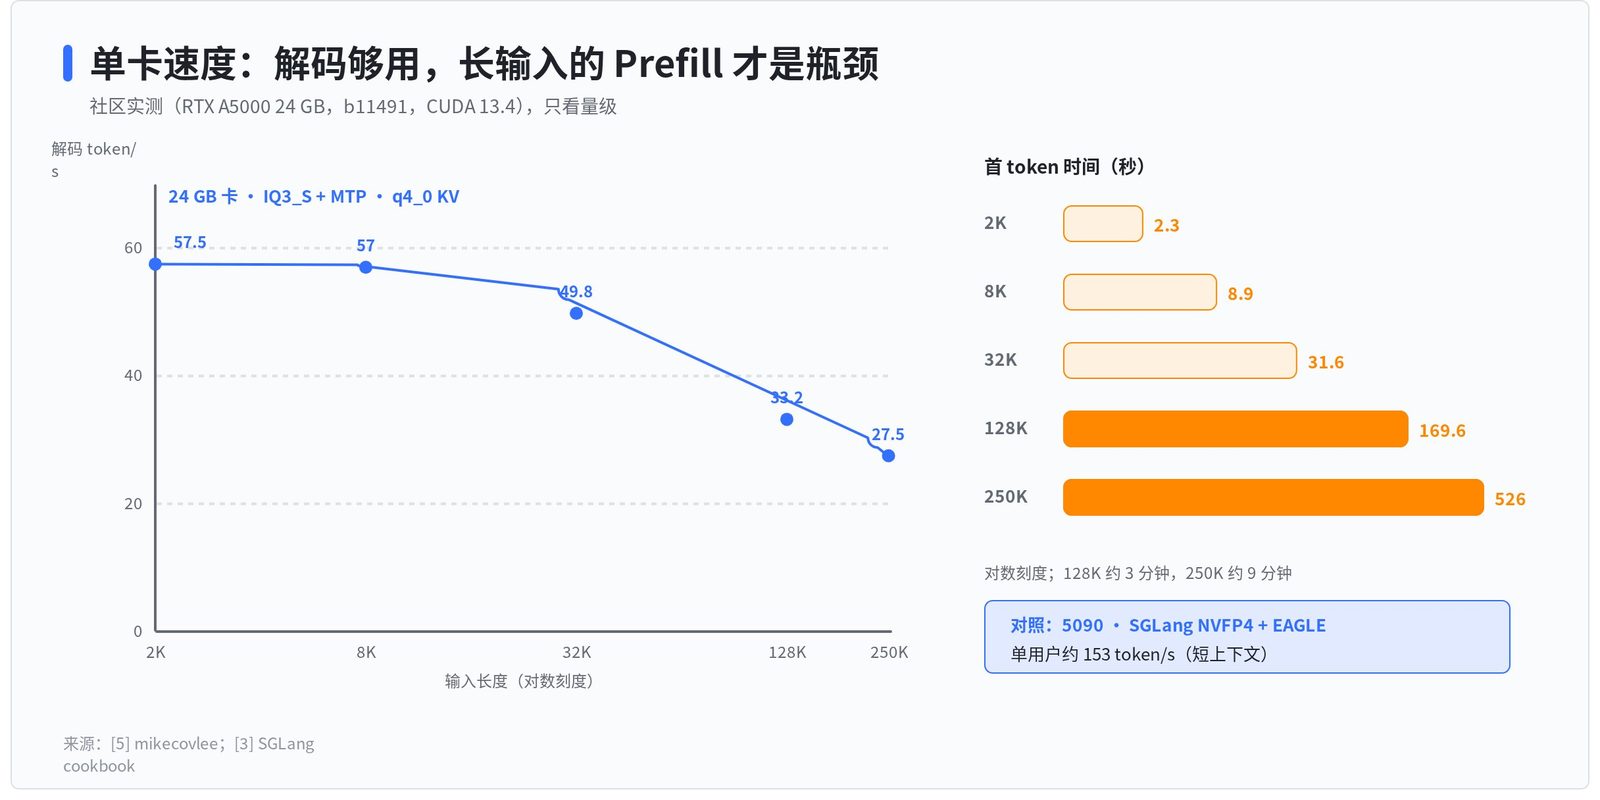 单卡速度：解码够用，长输入的 Prefill 才是瓶颈
社区实测（RTX A5000 24 GB，b11491，CUDA 13.4），只看量级
解码 token/
s
24 GB 卡 · IQ3_S + MTP · q4_0 KV
60
40
20
0
57.5
57
49.8
33.2
27.5
2K
8K
32K
128K
250K
输入长度（对数刻度）
首 token 时间（秒）
2K
2.3
8K
8.9
32K
31.6
128K
169.6
250K
526
对数刻度；128K 约 3 分钟，250K 约 9 分钟
对照：5090 · SGLang NVFP4 + EAGLE
单用户约 153 token/s（短上下文）
来源：[5] mikecovlee；[3] SGLang
cookbook